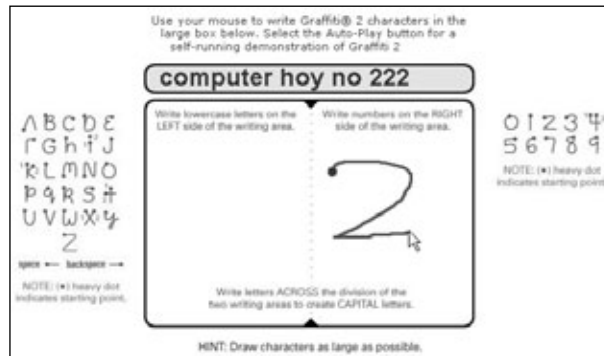 Use your mouse to write Graffiti® 2 characters in the
large box below. Select the Auto-Play button for a
self-running demonstration of Graffiti 2
computer hoy no 222
Write lowercase letters on the
LEFT side of the writing area.
Write numbers on the RIGHT
side of the writing area.
2
Write letters ACROSS the division of the
two writing areas to create CAPITAL letters.
HINT: Draw characters as large as possible.
A B C D E
F G h i J
K L M N O
P q R S t
U V W X y
Z
space backspace
NOTE: (•) heavy dot
indicates starting point.
0 1 2 3 4
5 6 7 8 9
NOTE: (•) heavy dot
indicates starting point.